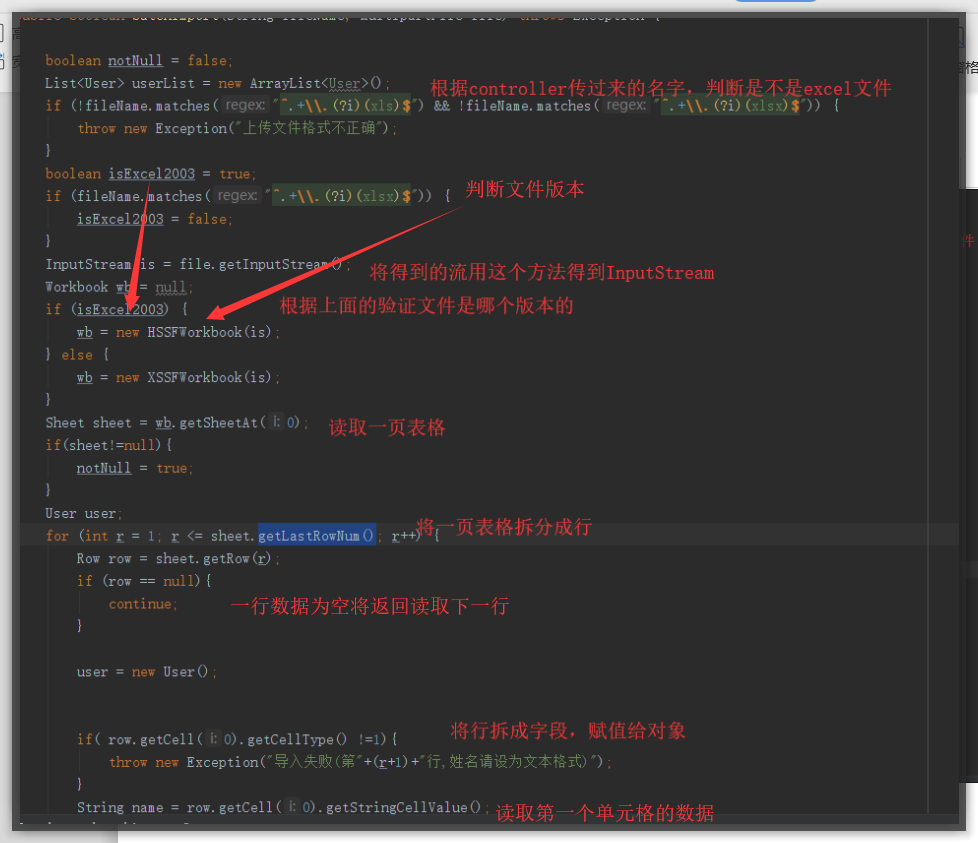 boolean notNull = false;
List<User> userList = new ArrayList<User>();
根据controller传过来的名字，判断是不是excel文件
if (!fileName.matches( regex: "^.+\\.(?i)(xls)$") && !fileName.matches( regex: "^.+\\.(?i)(xlsx)$")) {
throw new Exception("上传文件格式不正确");
}
boolean isExcel2003 = true;
判断文件版本
if (fileName.matches( regex: "^.+\\.(?i)(xlsx)$")) {
isExcel2003 = false;
}
InputStream is = file.getInputStream();
将得到的流用这个方法得到InputStream
Workbook wb = null;
根据上面的验证文件是哪个版本的
if (isExcel2003) {
wb = new HSSFWorkbook(is);
} else {
wb = new XSSFWorkbook(is);
}
Sheet sheet = wb.getSheetAt( i: 0);
读取一页表格
if(sheet!=null){
notNull = true;
}
User user;
将一页表格拆分成行
for (int r = 1; r <= sheet.getLastRowNum(); r++) {
Row row = sheet.getRow(r);
if (row == null){
continue;
一行数据为空将返回读取下一行
}
user = new User();
将行拆成字段，赋值给对象
if( row.getCell( i: 0).getCellType() !=1){
throw new Exception("导入失败(第"+(r+1)+"行,姓名请设为文本格式)");
}
String name = row.getCell( i: 0).getStringCellValue();
读取第一个单元格的数据